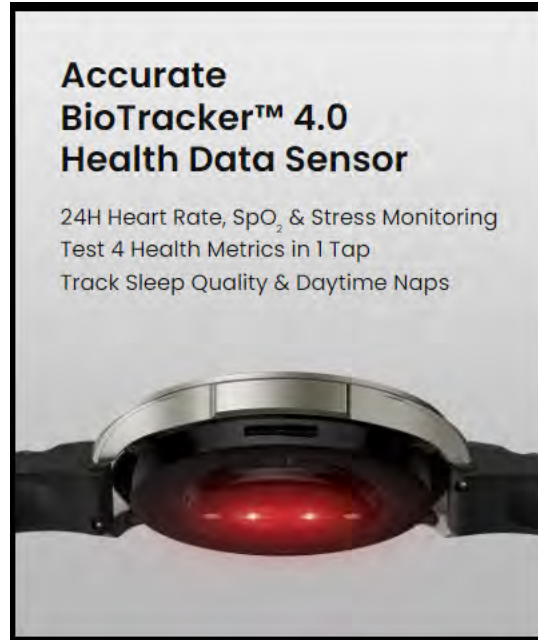 Accurate
BioTracker™ 4.0
Health Data Sensor
24H Heart Rate, SpO₂ & Stress Monitoring
Test 4 Health Metrics in 1 Tap
Track Sleep Quality & Daytime Naps